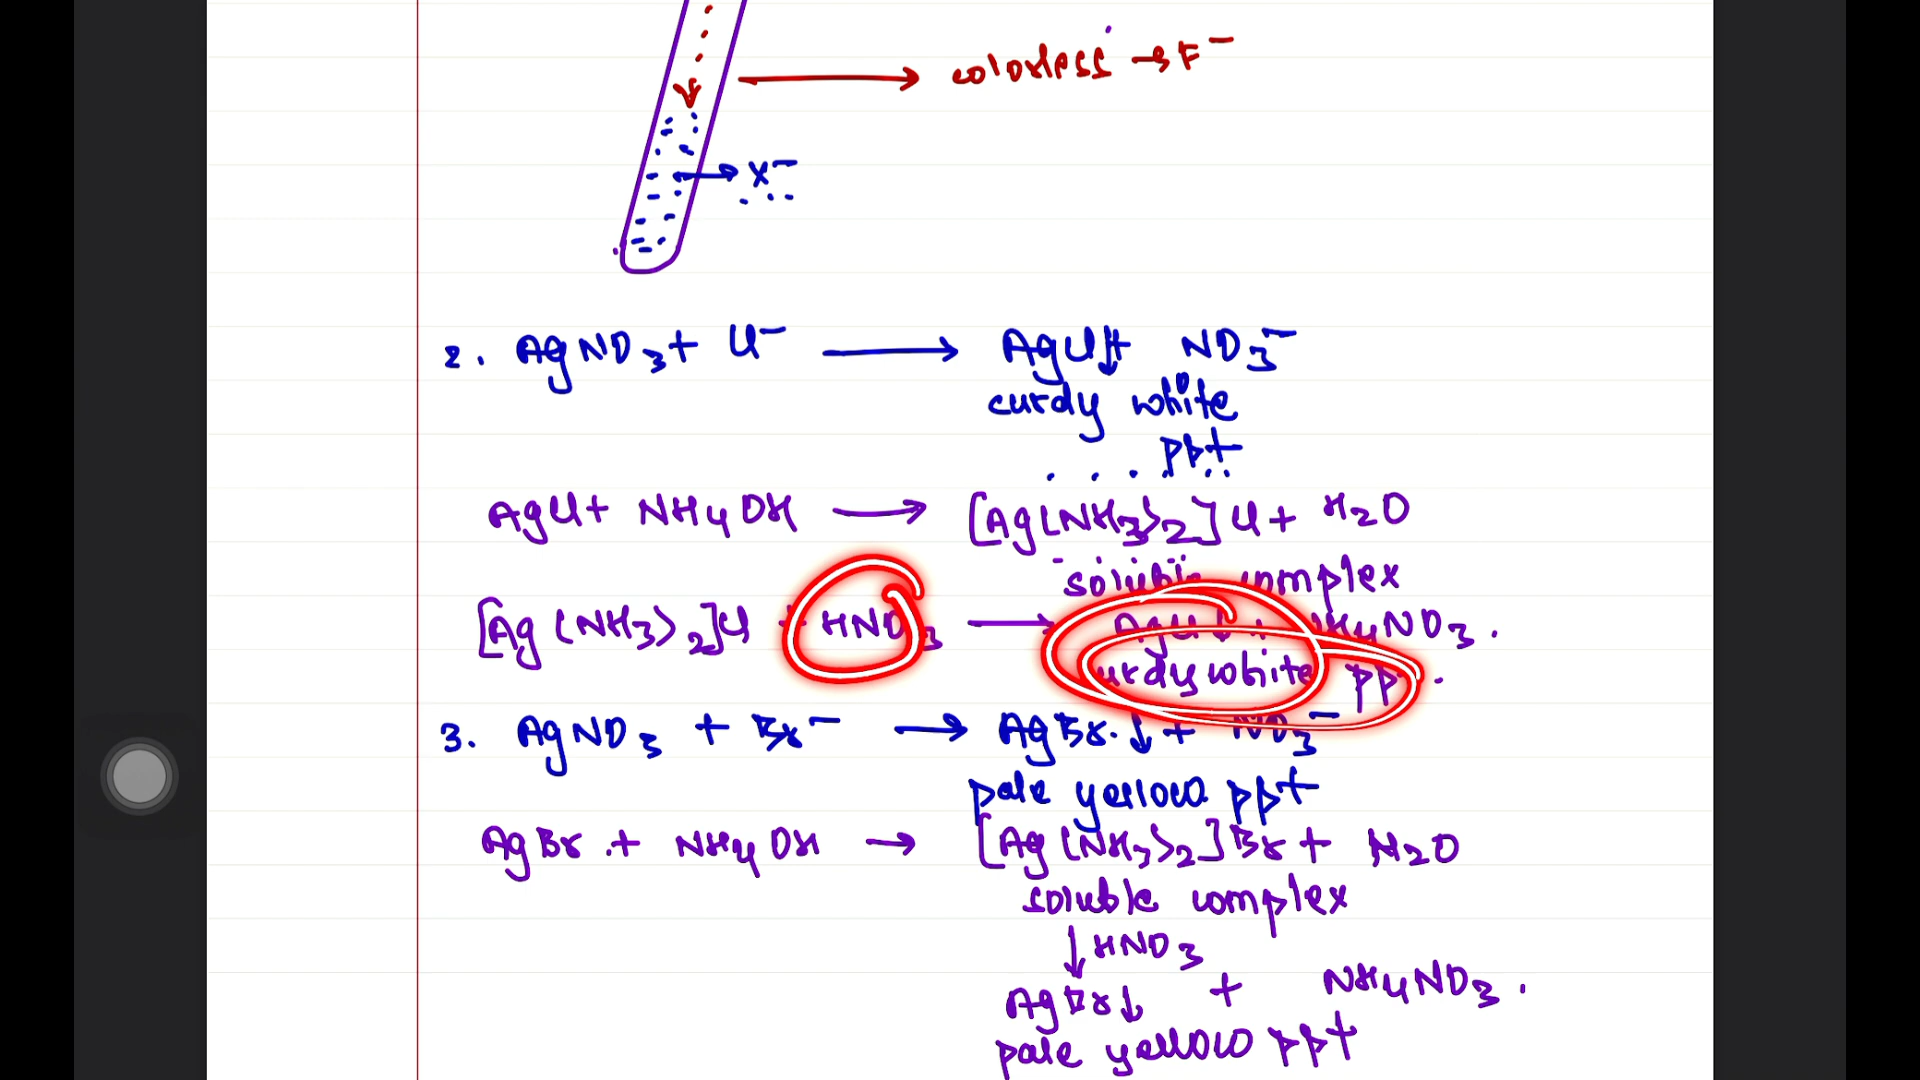 colorless → F⁻
→ X⁻
2. AgNO₃ + Cl⁻ → AgCl↓ + NO₃⁻
curdy white
ppt
AgCl + NH₄OH → [Ag(NH₃)₂]Cl + H₂O
soluble complex
[Ag(NH₃)₂]Cl + HNO₃ → AgCl↓ + NH₄NO₃.
curdy white ppt.
3. AgNO₃ + Br⁻ → AgBr↓ + NO₃⁻
pale yellow ppt
AgBr + NH₄OH → [Ag(NH₃)₂]Br + H₂O
soluble complex
↓ HNO₃
AgBr↓ + NH₄NO₃.
pale yellow ppt